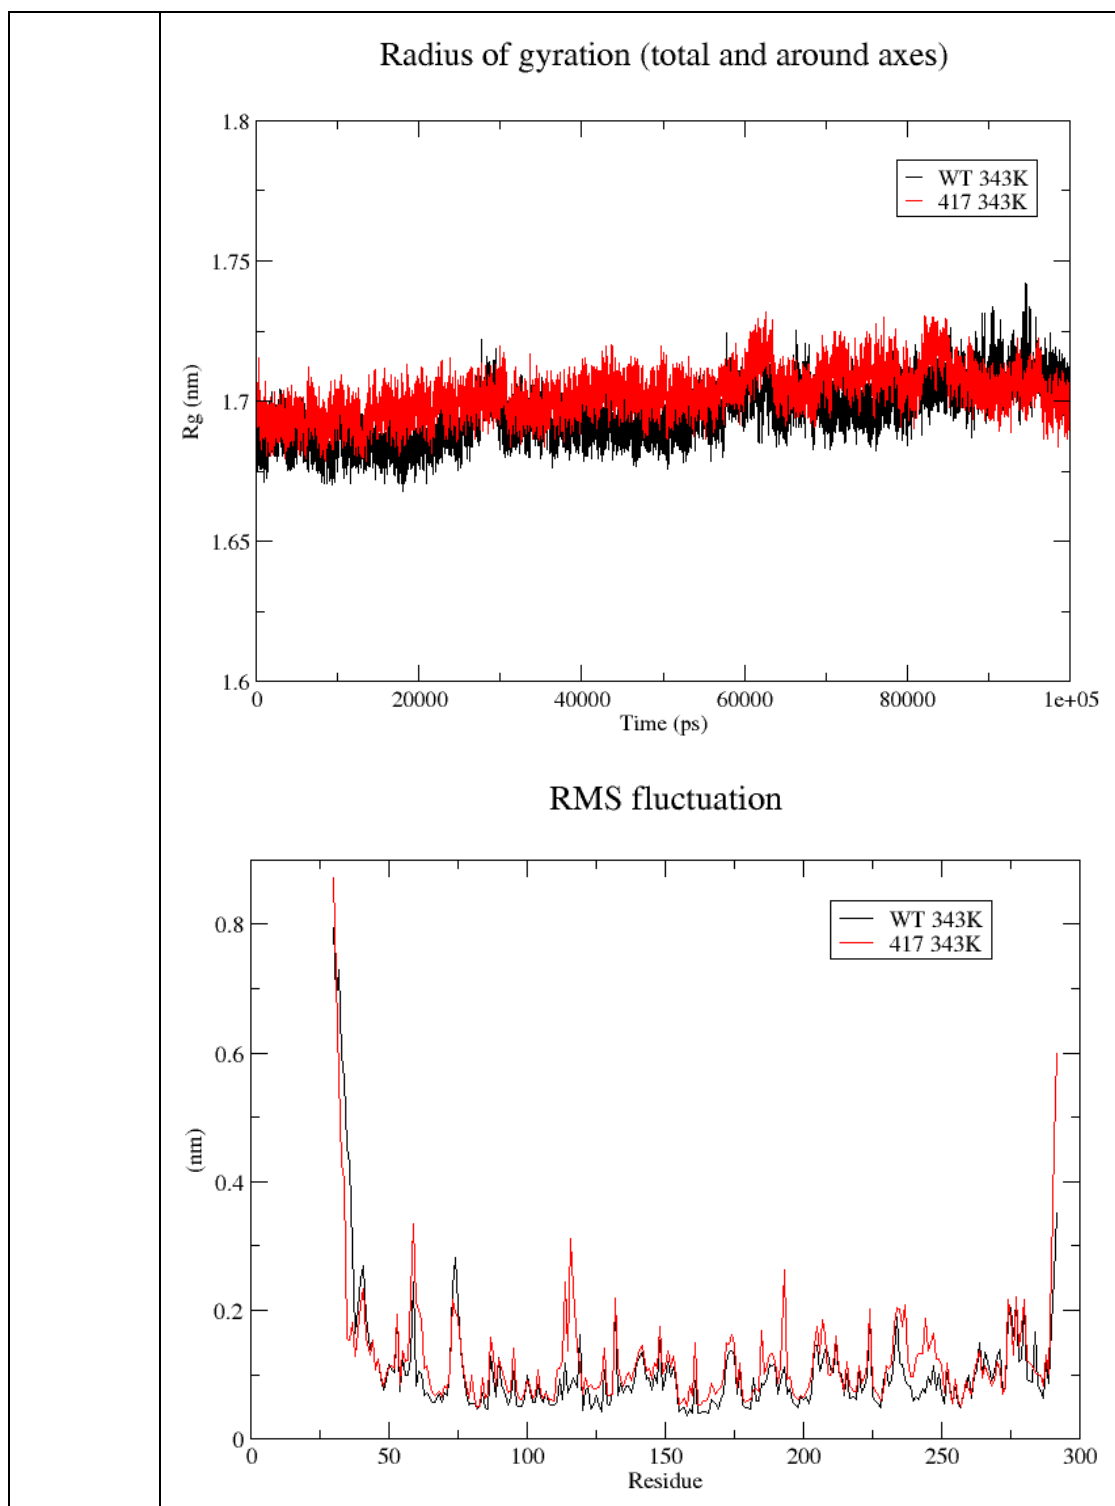 Radius of gyration (total and around axes)
1.8
WT 343K
417 343K
1.75
1.7
Rg (nm)
1.65
1.6
0 20000 40000 60000 80000 1e+05
Time (ps)
RMS fluctuation
WT 343K
417 343K
0.8
0.6
(nm)
0.4
0.2
0
0 50 100 150 200 250 300
Residue